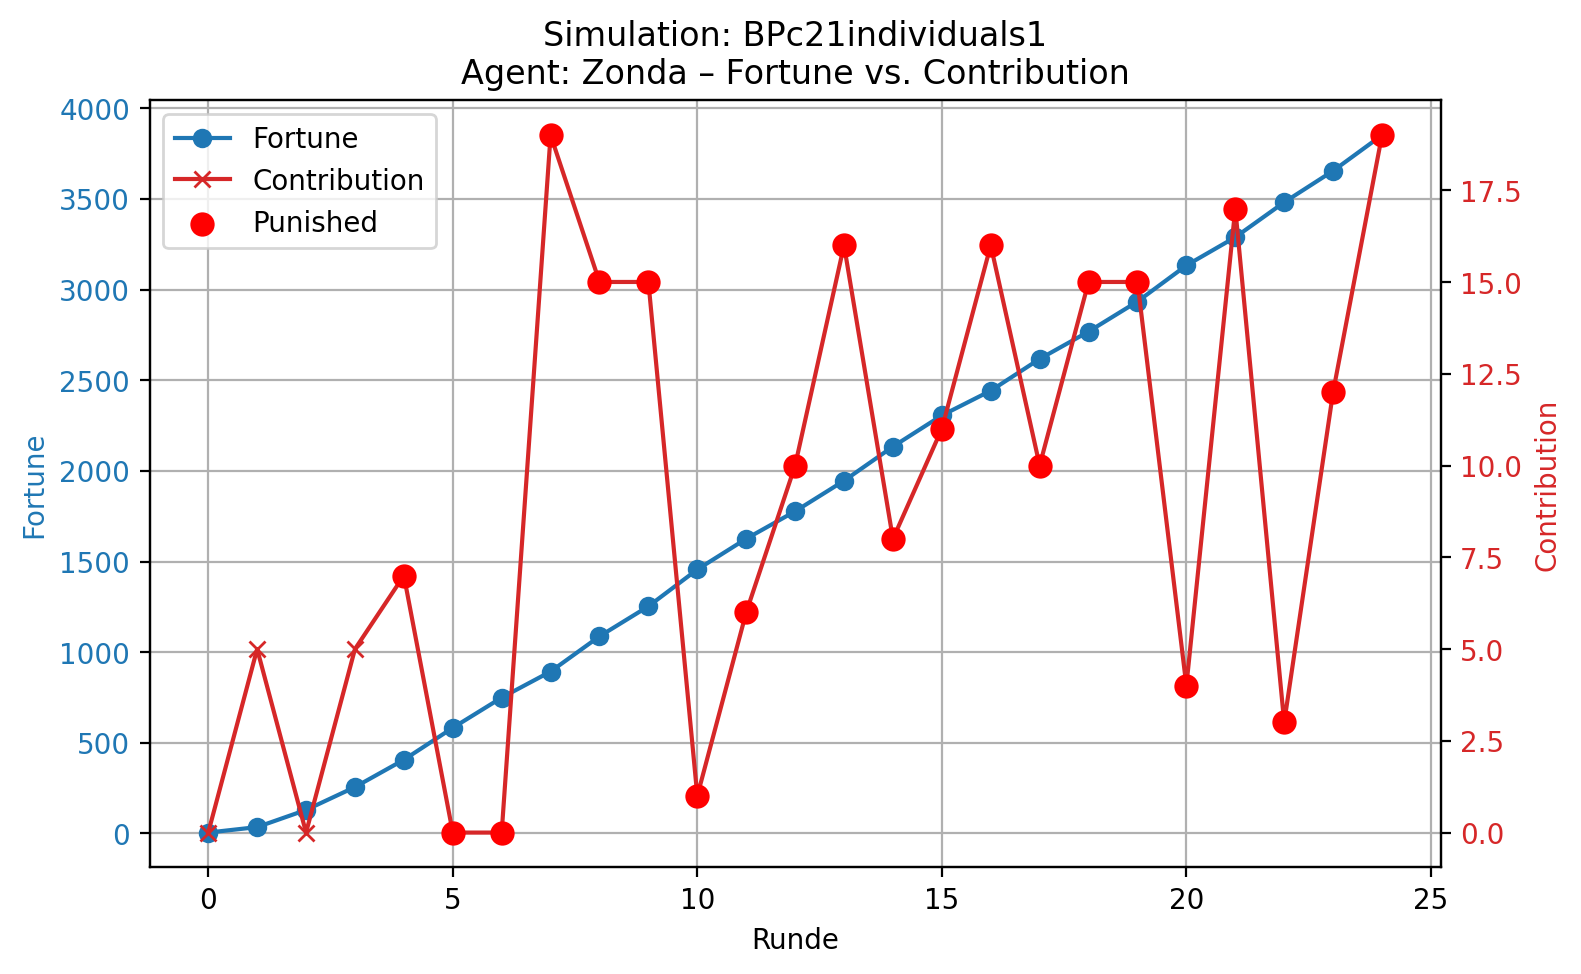 Simulation: BPc21individuals1
Agent: Zonda – Fortune vs. Contribution
Fortune
Contribution
Punished
4000
3500
3000
2500
2000
1500
1000
500
0
Fortune
17.5
15.0
12.5
10.0
7.5
5.0
2.5
0.0
Contribution
0 5 10 15 20 25
Runde